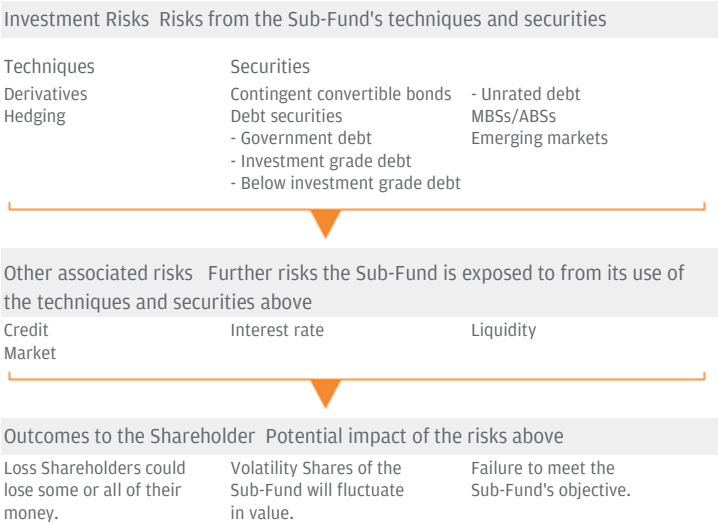 Investment Risks Risks from the Sub-Fund's techniques and securities
Techniques
Derivatives
Hedging
Securities
Contingent convertible bonds
Debt securities
- Government debt
- Investment grade debt
- Below investment grade debt
- Unrated debt
MBSs/ABSs
Emerging markets
Other associated risks Further risks the Sub-Fund is exposed to from its use of
the techniques and securities above
Credit
Market
Interest rate
Liquidity
Outcomes to the Shareholder Potential impact of the risks above
Loss Shareholders could
lose some or all of their
money.
Volatility Shares of the
Sub-Fund will fluctuate
in value.
Failure to meet the
Sub-Fund's objective.